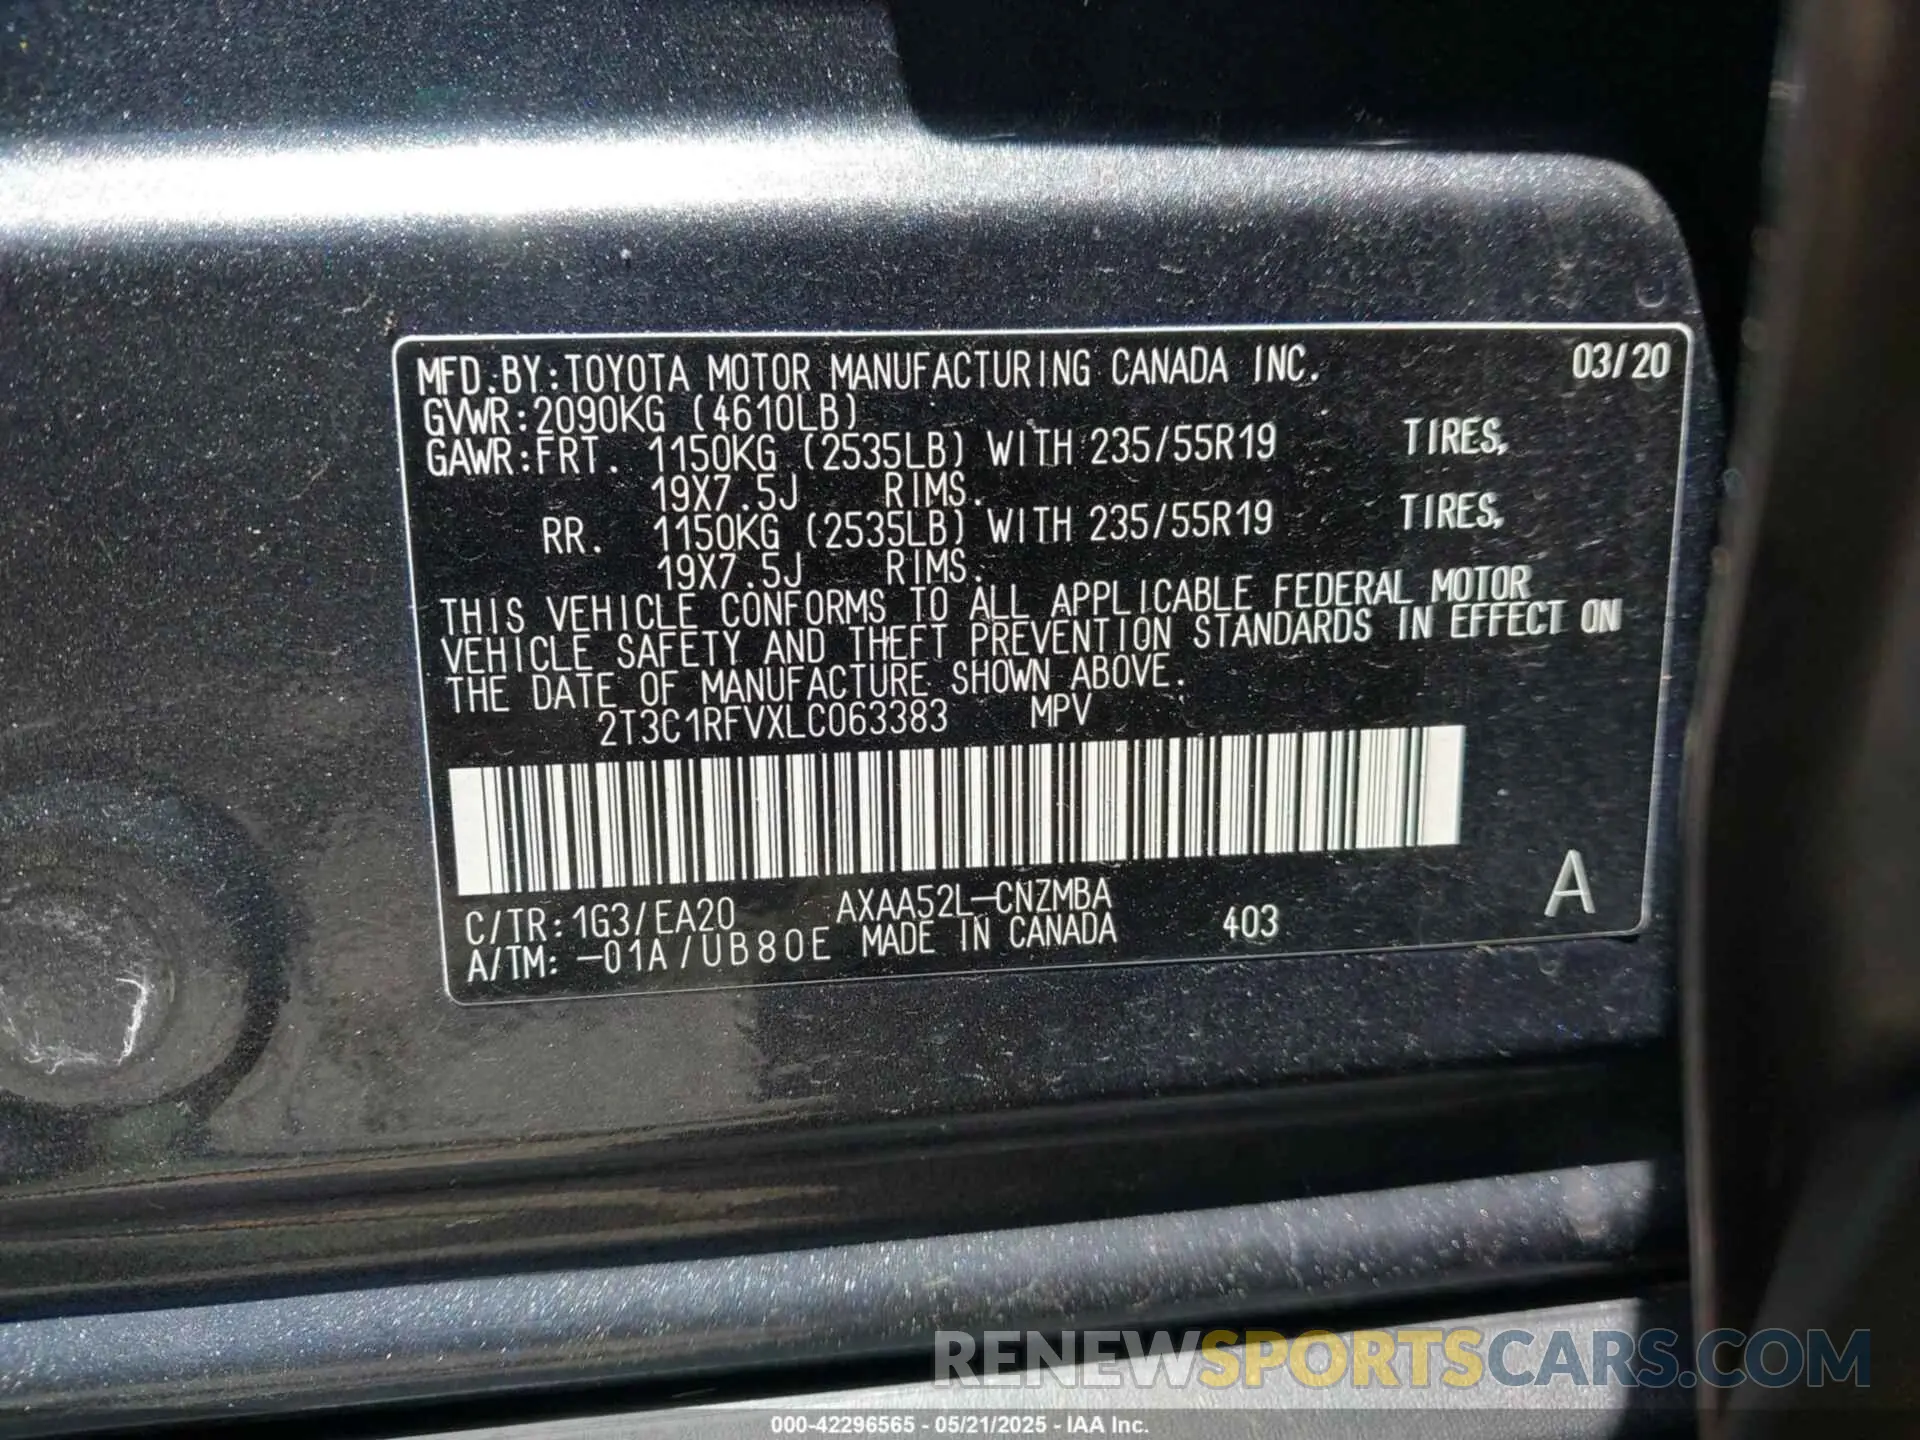 MFD.BY:TOYOTA MOTOR MANUFACTURING CANADA INC. 03/20
GVWR:2090KG (4610LB)
GAWR:FRT. 1150KG (2535LB) WITH 235/55R19 TIRES,
19X7.5J RIMS.
RR. 1150KG (2535LB) WITH 235/55R19 TIRES,
19X7.5J RIMS.
THIS VEHICLE CONFORMS TO ALL APPLICABLE FEDERAL MOTOR
VEHICLE SAFETY AND THEFT PREVENTION STANDARDS IN EFFECT ON
THE DATE OF MANUFACTURE SHOWN ABOVE.
2T3C1RFVXLC063383 MPV
C/TR:1G3/EA20 AXAA52L-CNZMBA
A/TM:-01A/UB80E MADE IN CANADA 403 A
RENEWSPORTSCARS.COM
000-42296565 - 05/21/2025 - IAA Inc.